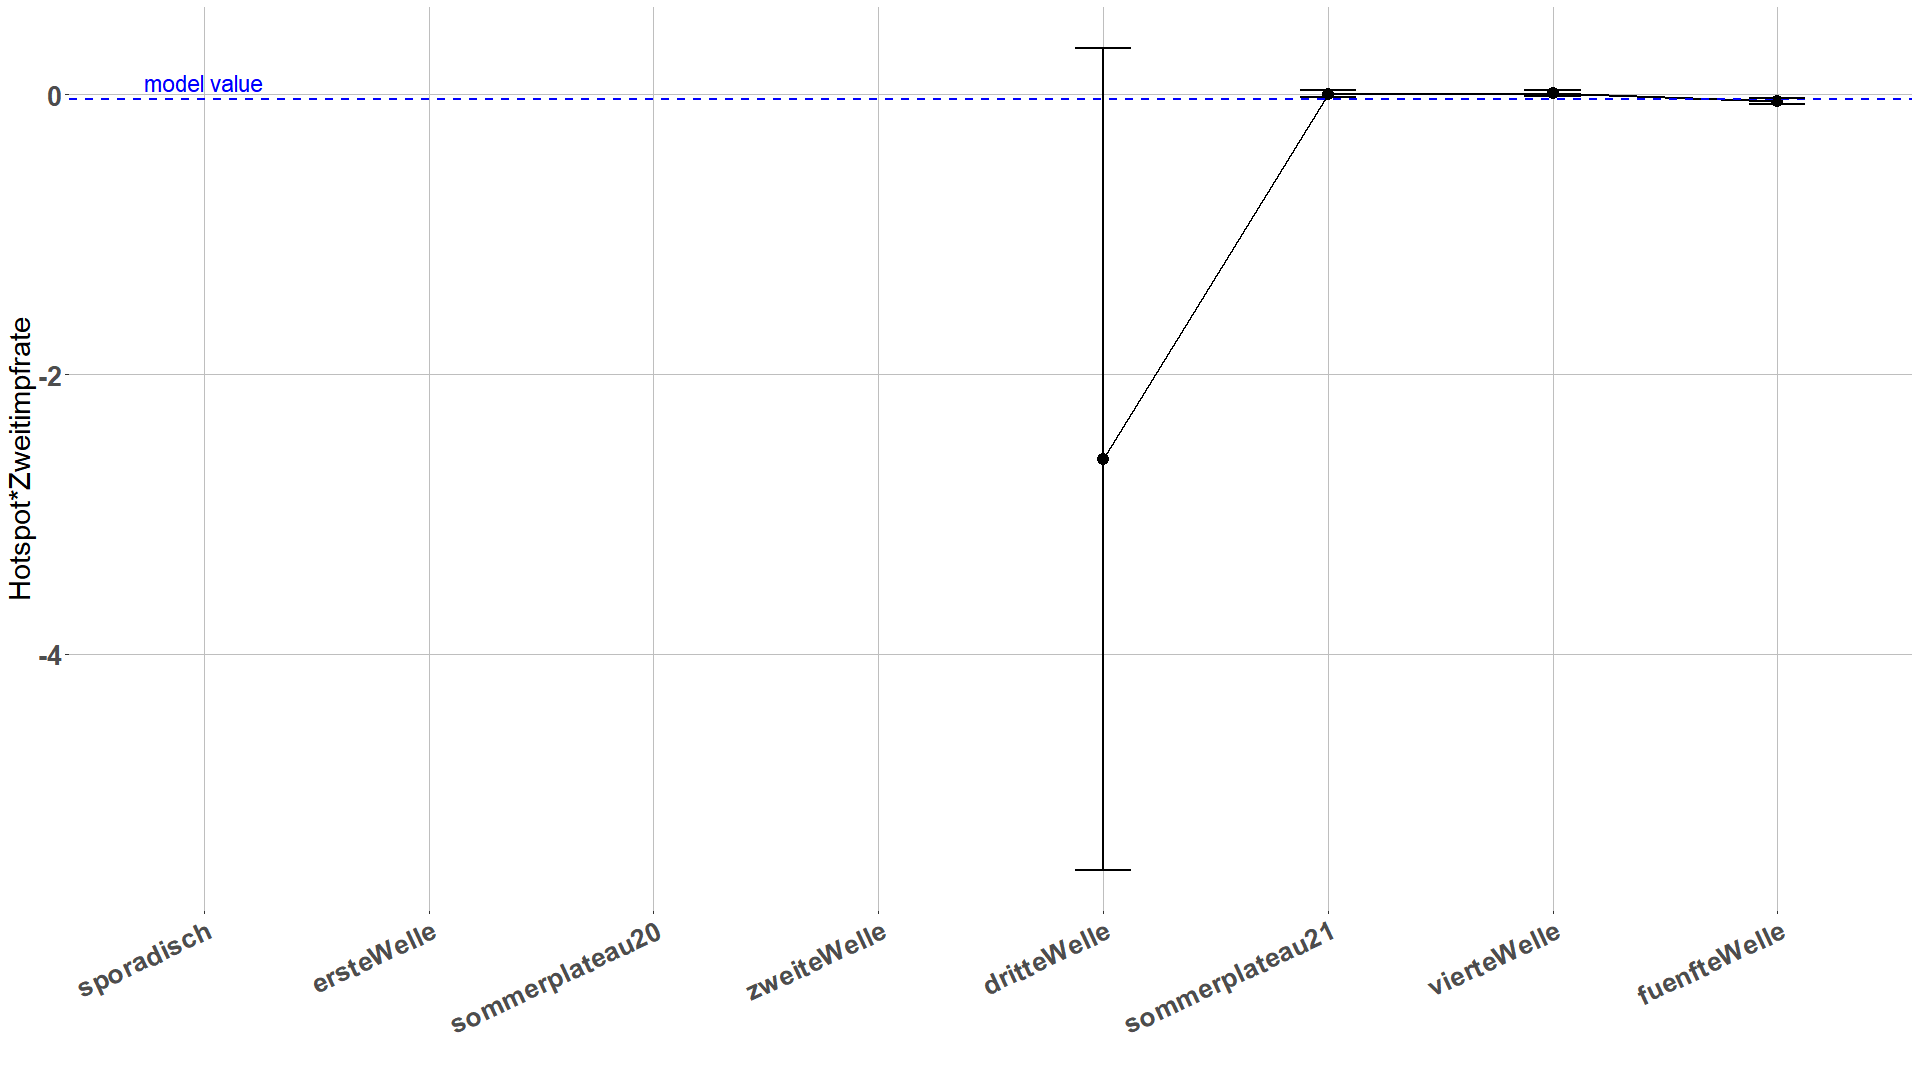 model value
0
-2
-4
Hotspot*Zweitimpfrate
sporadisch
ersteWelle
sommerplateau20
zweiteWelle
dritteWelle
sommerplateau21
vierteWelle
fuenfteWelle